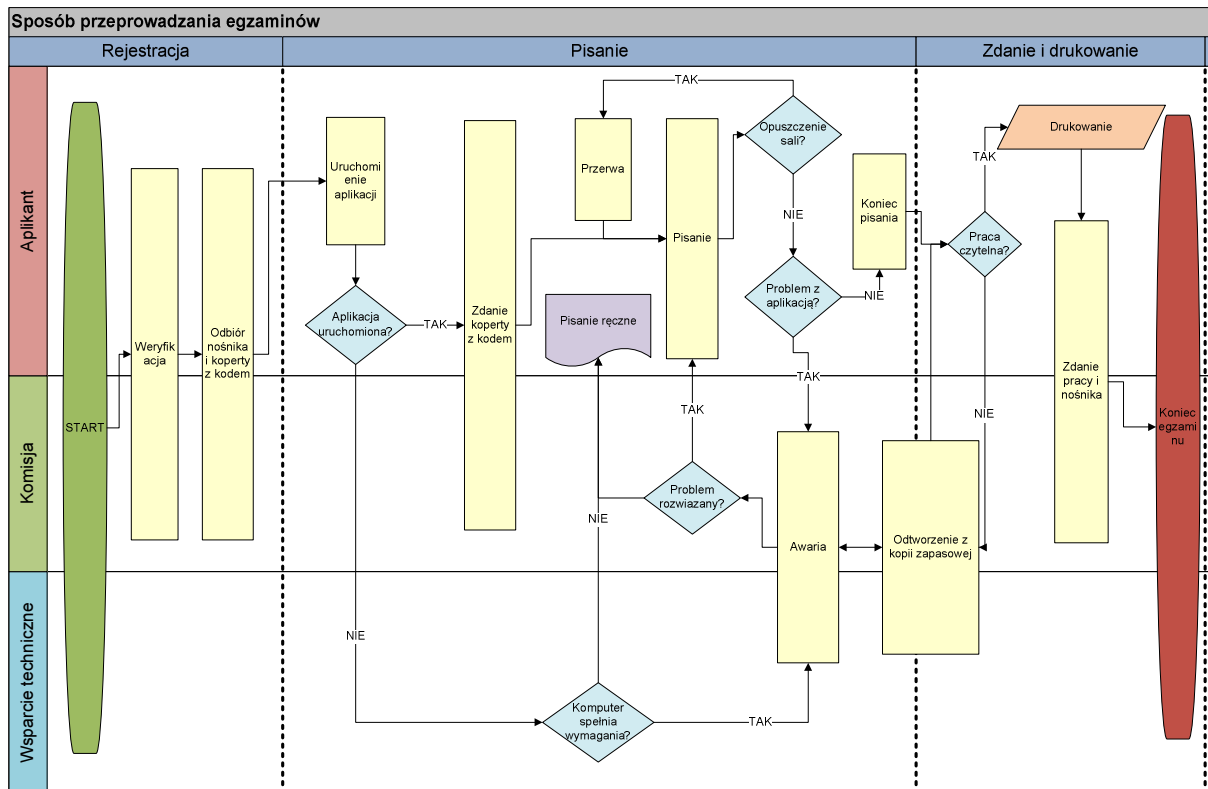 Sposób przeprowadzania egzaminów
Rejestracja
Pisanie
Zdanie i drukowanie
Aplikant
Komisja
Wsparcie techniczne
START
Weryfik
acja
Odbiór
nośnika
i koperty
z kodem
Uruchom
ienie
aplikacji
Aplikacja
uruchomiona?
TAK
NIE
Zdanie
koperty
z kodem
Przerwa
TAK
Pisanie
Opuszczenie
sali?
NIE
Problem z
aplikacją?
NIE
TAK
Koniec
pisania
Pisanie ręczne
TAK
Problem
rozwiazany?
NIE
Awaria
Komputer
spełnia
wymagania?
TAK
Odtworzenie z
kopii zapasowej
Praca
czytelna?
TAK
NIE
Drukowanie
Zdanie
pracy i
nośnika
Koniec
egzami
nu